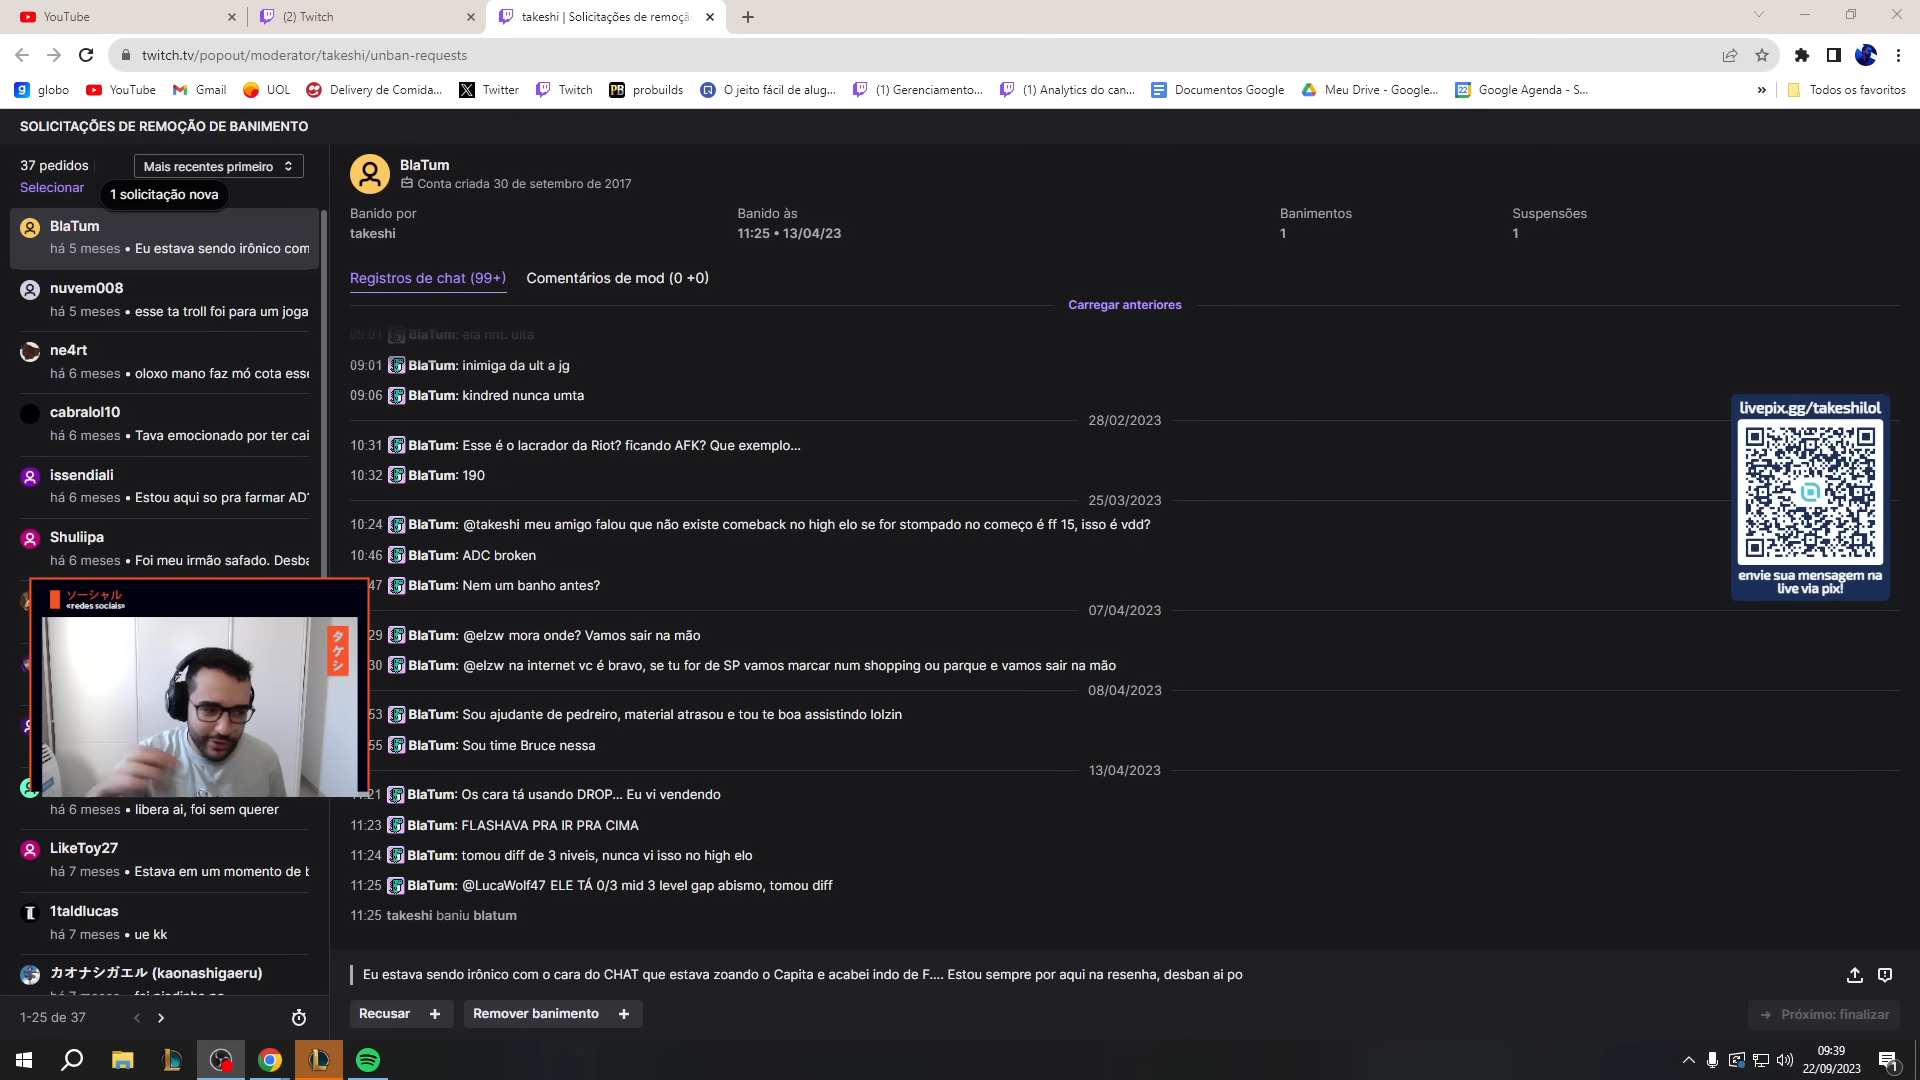 YouTube
(2) Twitch
takeshi | Solicitações de remoçã
twitch.tv/popout/moderator/takeshi/unban-requests
globo
YouTube
Gmail
UOL
Delivery de Comida...
Twitter
Twitch
probuilds
O jeito fácil de alug...
(1) Gerenciamento...
(1) Analytics do can...
Documentos Google
Meu Drive - Google...
Google Agenda - S...
»
Todos os favoritos
SOLICITAÇÕES DE REMOÇÃO DE BANIMENTO
37 pedidos
Mais recentes primeiro
Selecionar
1 solicitação nova
BlaTum
há 5 meses • Eu estava sendo irônico com
nuvem008
há 5 meses • esse ta troll foi para um joga
ne4rt
há 6 meses • oloxo mano faz mó cota esse
cabralol10
há 6 meses • Tava emocionado por ter cai
issendiali
há 6 meses • Estou aqui so pra farmar AD
Shuliipa
há 6 meses • Foi meu irmão safado. Desba
ソーシャル
«redes sociais»
タケシ
há 6 meses • libera ai, foi sem querer
LikeToy27
há 7 meses • Estava em um momento de b
1taldlucas
há 7 meses • ue kk
カオナシガエル (kaonashigaeru)
1-25 de 37
BlaTum
Conta criada 30 de setembro de 2017
Banido por
takeshi
Banido às
11:25 • 13/04/23
Banimentos
1
Suspensões
1
Registros de chat (99+)
Comentários de mod (0 +0)
Carregar anteriores
09:01 BlaTum: ela nnt. ulta
09:01 BlaTum: inimiga da ult a jg
09:06 BlaTum: kindred nunca umta
28/02/2023
10:31 BlaTum: Esse é o lacrador da Riot? ficando AFK? Que exemplo...
10:32 BlaTum: 190
25/03/2023
10:24 BlaTum: @takeshi meu amigo falou que não existe comeback no high elo se for stompado no começo é ff 15, isso é vdd?
10:46 BlaTum: ADC broken
47 BlaTum: Nem um banho antes?
07/04/2023
29 BlaTum: @elzw mora onde? Vamos sair na mão
30 BlaTum: @elzw na internet vc é bravo, se tu for de SP vamos marcar num shopping ou parque e vamos sair na mão
08/04/2023
53 BlaTum: Sou ajudante de pedreiro, material atrasou e tou te boa assistindo lolzin
55 BlaTum: Sou time Bruce nessa
13/04/2023
:21 BlaTum: Os cara tá usando DROP... Eu vi vendendo
11:23 BlaTum: FLASHAVA PRA IR PRA CIMA
11:24 BlaTum: tomou diff de 3 niveis, nunca vi isso no high elo
11:25 BlaTum: @LucaWolf47 ELE TÁ 0/3 mid 3 level gap abismo, tomou diff
11:25 takeshi baniu blatum
Eu estava sendo irônico com o cara do CHAT que estava zoando o Capita e acabei indo de F.... Estou sempre por aqui na resenha, desban ai po
Recusar +
Remover banimento +
Próximo: finalizar
livepix.gg/takeshilol
envie sua mensagem na
live via pix!
09:39
22/09/2023
1